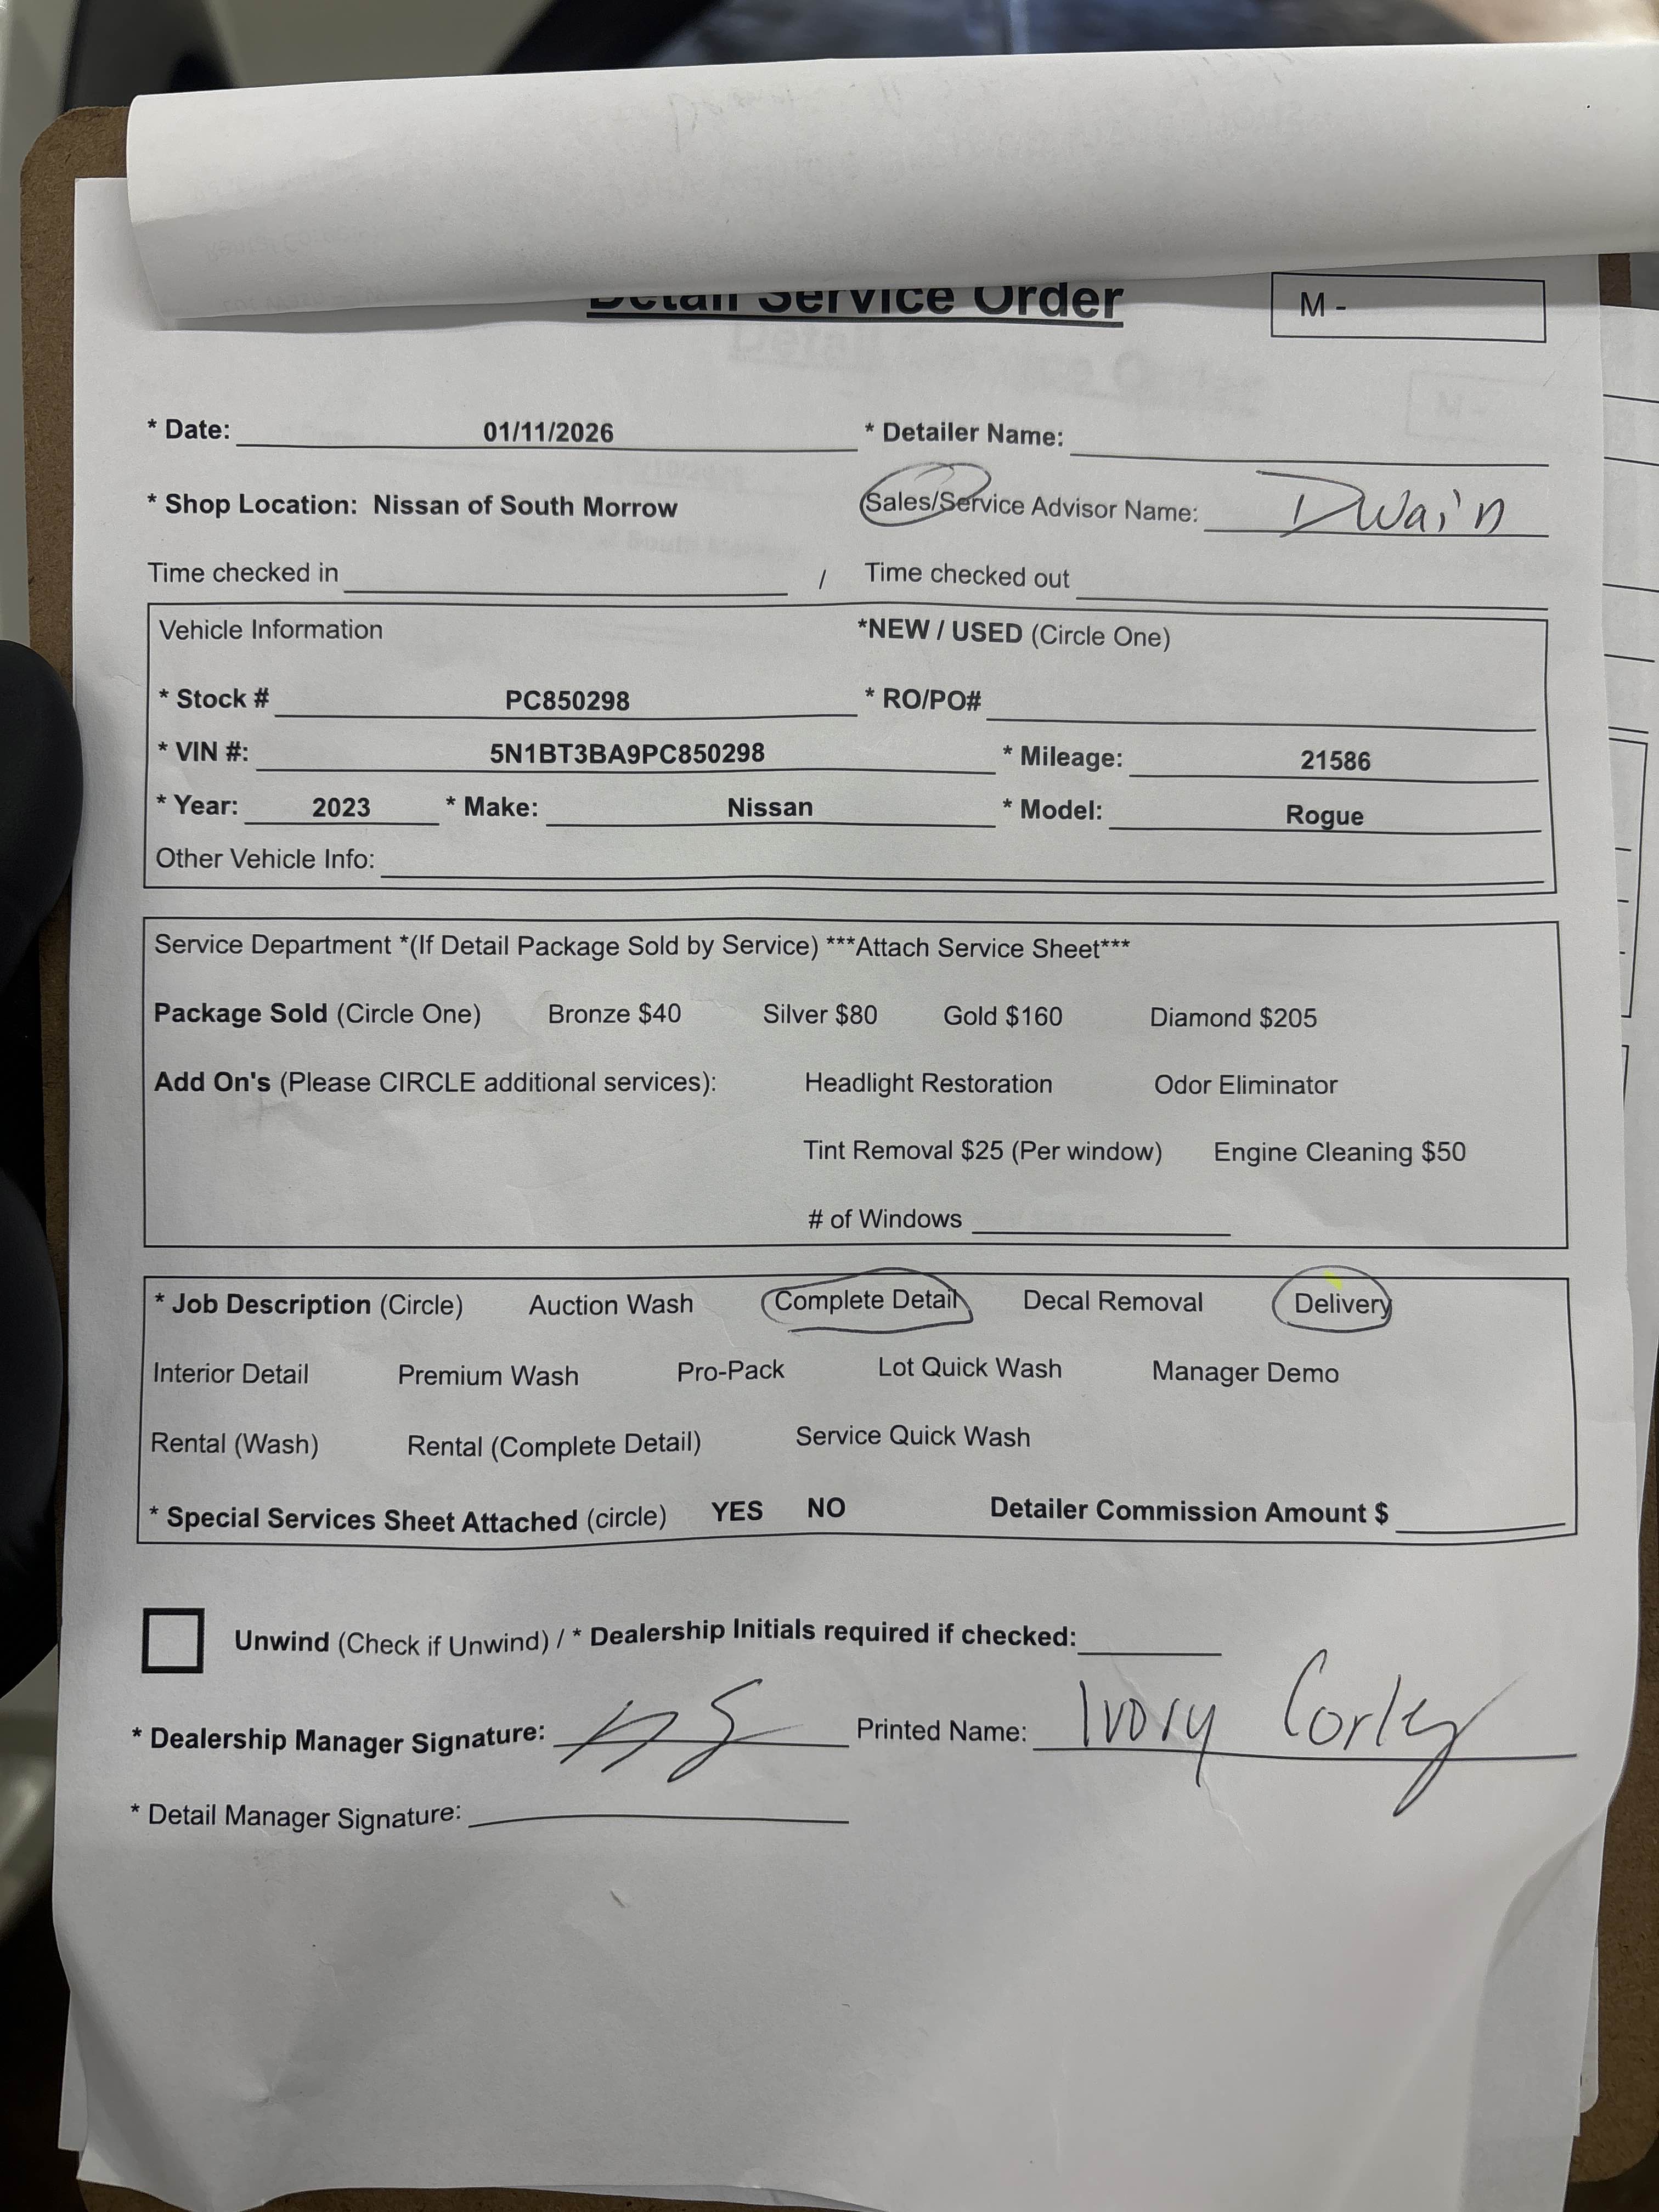 Detail Service Order M -
* Date: 01/11/2026 * Detailer Name:
* Shop Location: Nissan of South Morrow Sales/Service Advisor Name: Dwain
Time checked in / Time checked out
Vehicle Information *NEW / USED (Circle One)
* Stock # PC850298 * RO/PO#
* VIN #: 5N1BT3BA9PC850298 * Mileage: 21586
* Year: 2023 * Make: Nissan * Model: Rogue
Other Vehicle Info:
Service Department *(If Detail Package Sold by Service) ***Attach Service Sheet***
Package Sold (Circle One) Bronze $40 Silver $80 Gold $160 Diamond $205
Add On's (Please CIRCLE additional services): Headlight Restoration Odor Eliminator
Tint Removal $25 (Per window) Engine Cleaning $50
# of Windows
* Job Description (Circle) Auction Wash Complete Detail Decal Removal Delivery
Interior Detail Premium Wash Pro-Pack Lot Quick Wash Manager Demo
Rental (Wash) Rental (Complete Detail) Service Quick Wash
* Special Services Sheet Attached (circle) YES NO Detailer Commission Amount $
Unwind (Check if Unwind) / * Dealership Initials required if checked:
* Dealership Manager Signature: Printed Name: Ivory Corley
* Detail Manager Signature: